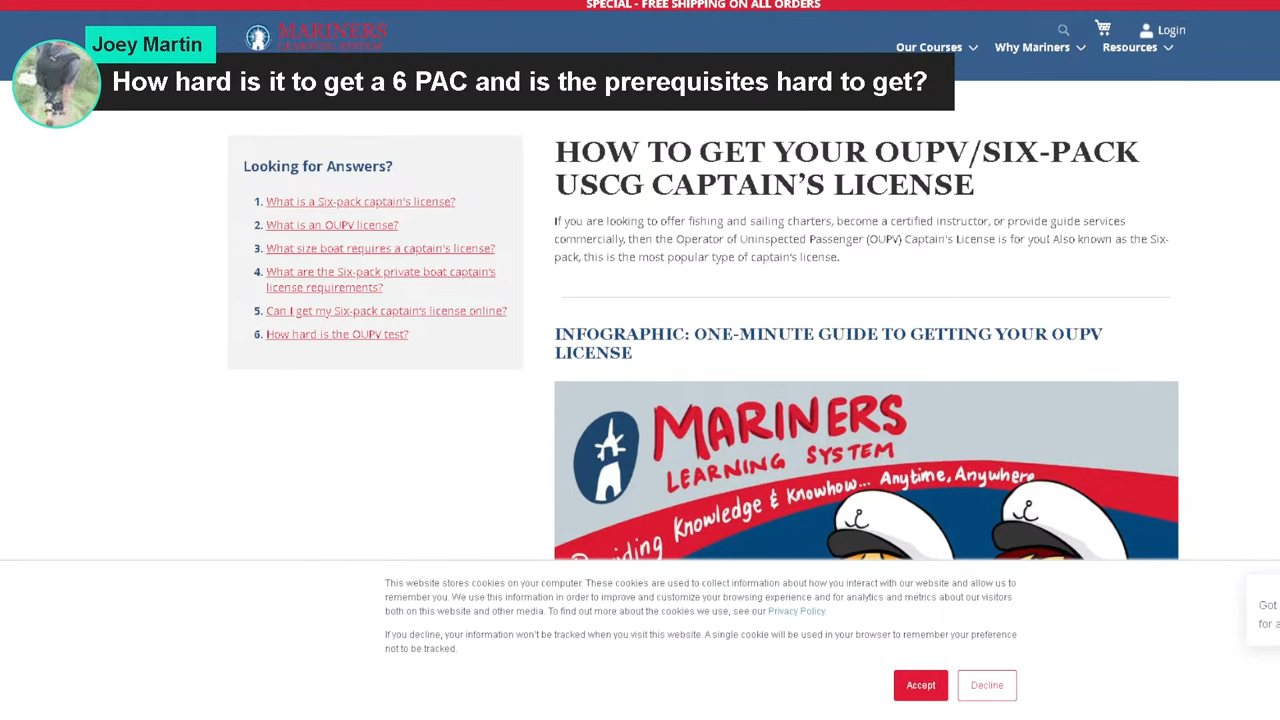 SPECIAL - FREE SHIPPING ON ALL ORDERS
MARINERS
LEARNING SYSTEM
Login
Our Courses
Why Mariners
Resources
Joey Martin
How hard is it to get a 6 PAC and is the prerequisites hard to get?
Looking for Answers?
1. What is a Six-pack captain's license?
2. What is an OUPV license?
3. What size boat requires a captain's license?
4. What are the Six-pack private boat captain's
license requirements?
5. Can I get my Six-pack captain's license online?
6. How hard is the OUPV test?
HOW TO GET YOUR OUPV/SIX-PACK
USCG CAPTAIN'S LICENSE
If you are looking to offer fishing and sailing charters, become a certified instructor, or provide guide services
commercially, then the Operator of Uninspected Passenger (OUPV) Captain's License is for you! Also known as the Six-
pack, this is the most popular type of captain's license.
INFOGRAPHIC: ONE-MINUTE GUIDE TO GETTING YOUR OUPV
LICENSE
MARINERS
LEARNING SYSTEM
Providing Knowledge & Knowhow... Anytime, Anywhere
This website stores cookies on your computer. These cookies are used to collect information about how you interact with our website and allow us to
remember you. We use this information in order to improve and customize your browsing experience and for analytics and metrics about our visitors
both on this website and other media. To find out more about the cookies we use, see our Privacy Policy.
If you decline, your information won't be tracked when you visit this website. A single cookie will be used in your browser to remember your preference
not to be tracked.
Accept
Decline
Got
for a